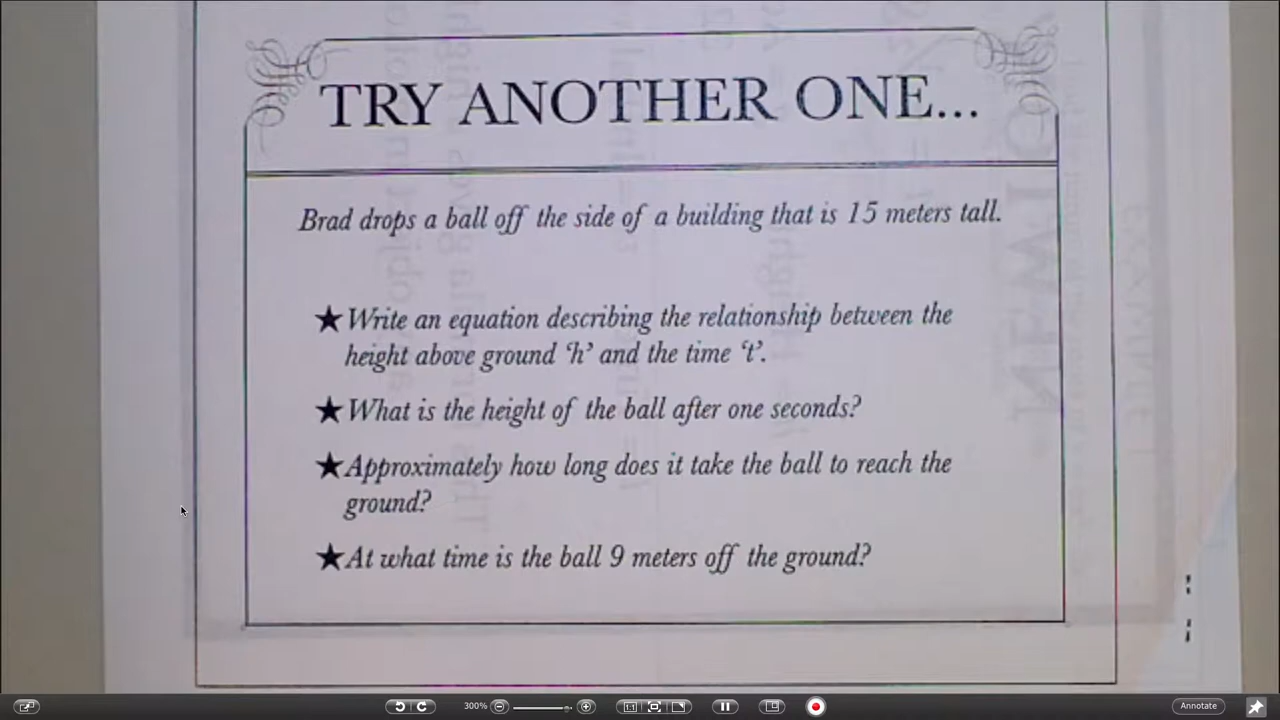 TRY ANOTHER ONE...
Brad drops a ball off the side of a building that is 15 meters tall.
★Write an equation describing the relationship between the
height above ground ‘h’ and the time ‘t’.
★What is the height of the ball after one seconds?
★Approximately how long does it take the ball to reach the
ground?
★At what time is the ball 9 meters off the ground?
300%
1:1
Annotate